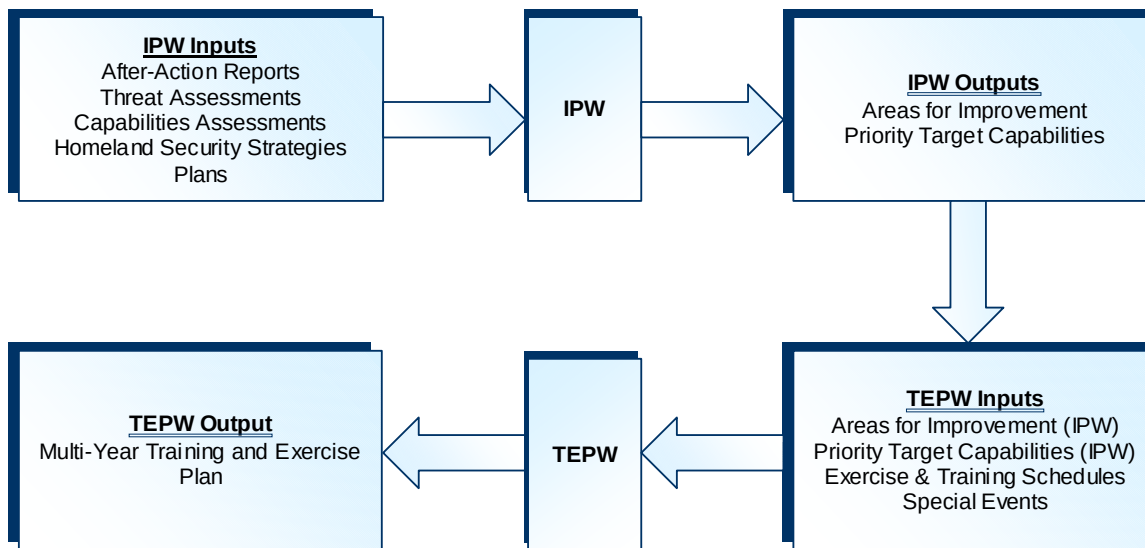 IPW Inputs
After-Action Reports
Threat Assessments
Capabilities Assessments
Homeland Security Strategies
Plans
IPW
IPW Outputs
Areas for Improvement
Priority Target Capabilities
TEPW Inputs
Areas for Improvement (IPW)
Priority Target Capabilities (IPW)
Exercise & Training Schedules
Special Events
TEPW
TEPW Output
Multi-Year Training and Exercise
Plan